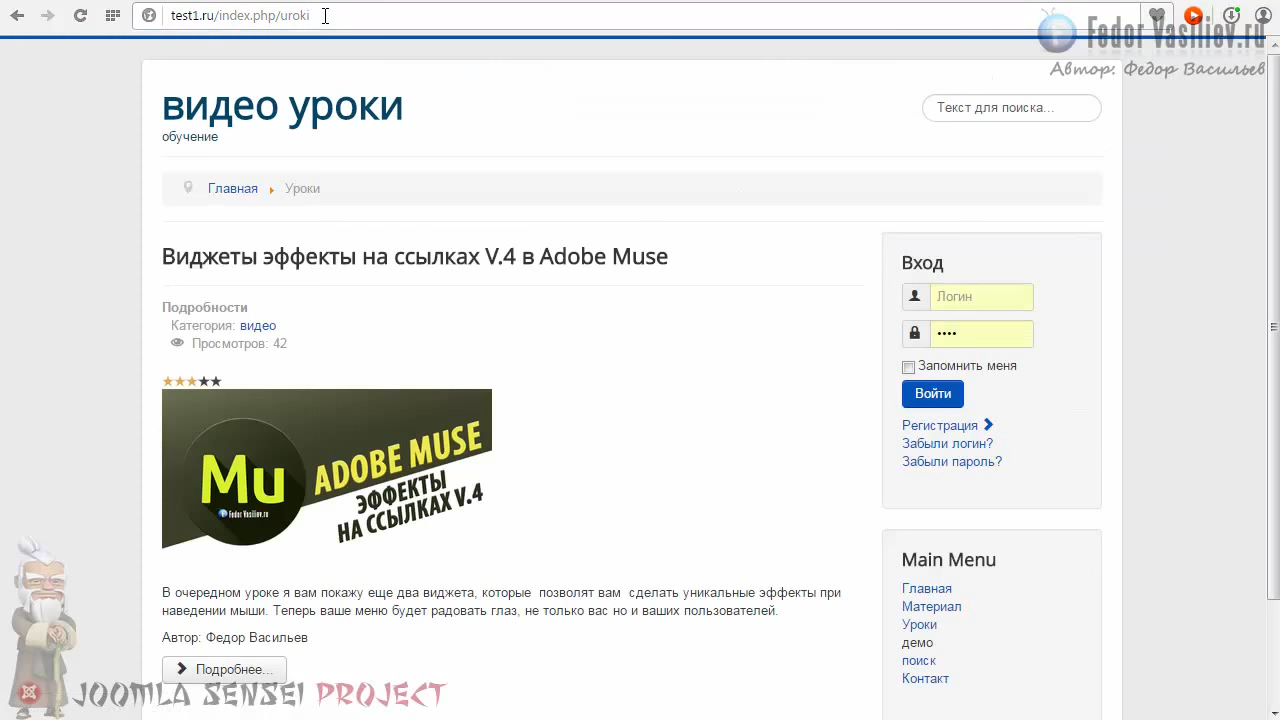 test1.ru/index.php/uroki
Fedor Vasiliev.ru
Автор: Федор Васильев
видео уроки
обучение
Текст для поиска...
Главная
Уроки
Виджеты эффекты на ссылках V.4 в Adobe Muse
Подробности
Категория: видео
Просмотров: 42
Mu
Fedor Vasiliev.ru
ADOBE MUSE
ЭФФЕКТЫ
НА ССЫЛКАХ V.4
В очередном уроке я вам покажу еще два виджета, которые позволят вам сделать уникальные эффекты при
наведении мыши. Теперь ваше меню будет радовать глаз, не только вас но и ваших пользователей.
Автор: Федор Васильев
Подробнее...
Вход
Логин
••••
Запомнить меня
Войти
Регистрация
Забыли логин?
Забыли пароль?
Main Menu
Главная
Материал
Уроки
демо
поиск
Контакт
JOOMLA SENSEI PROJECT